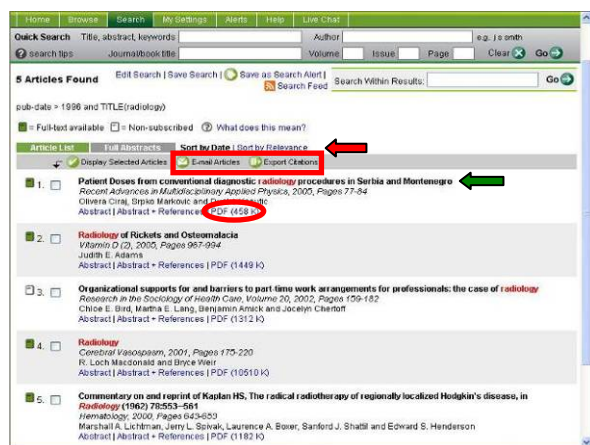 Home Browse Search My Settings Alerts Help Live Chat
Quick Search Title, abstract, keywords Author e.g. j s smith
search tips Journal/book title Volume Issue Page Clear Go
5 Articles Found Edit Search | Save Search | Save as Search Alert | Search Within Results: Go
Search Feed
pub-date > 1996 and TITLE(radiology)
= Full-text available = Non-subscribed What does this mean?
Article List Full Abstracts Sort by Date | Sort by Relevance
Display Selected Articles E-mail Articles Export Citations
1. Patient Doses from conventional diagnostic radiology procedures in Serbia and Montenegro
Recent Advances in Multidisciplinary Applied Physics, 2005, Pages 77-84
Olivera Ciraj, Srpko Markovic and
Abstract | Abstract + References | PDF (458 K)
2. Radiology of Rickets and Osteomalacia
Vitamin D (2), 2005, Pages 967-994
Judith E. Adams
Abstract | Abstract + References | PDF (1449 K)
3. Organizational supports for and barriers to part-time work arrangements for professionals: the case of radiology
Research in the Sociology of Health Care, Volume 20, 2002, Pages 159-182
Chloe E. Bird, Martha E. Lang, Benjamin Amick and Jocelyn Chertoff
Abstract | Abstract + References | PDF (1312 K)
4. Radiology
Cerebral Vasospasm, 2001, Pages 175-220
R. Loch Macdonald and Bryce Weir
Abstract | Abstract + References | PDF (10510 K)
5. Commentary on and reprint of Kaplan HS, The radical radiotherapy of regionally localized Hodgkin's disease, in
Radiology (1962) 78:553–561
Hematology, 2000, Pages 643-653
Marshall A. Lichtman, Jerry L. Spivak, Laurence A. Boxer, Sanford J. Shattil and Edward S. Henderson
Abstract | Abstract + References | PDF (1182 K)